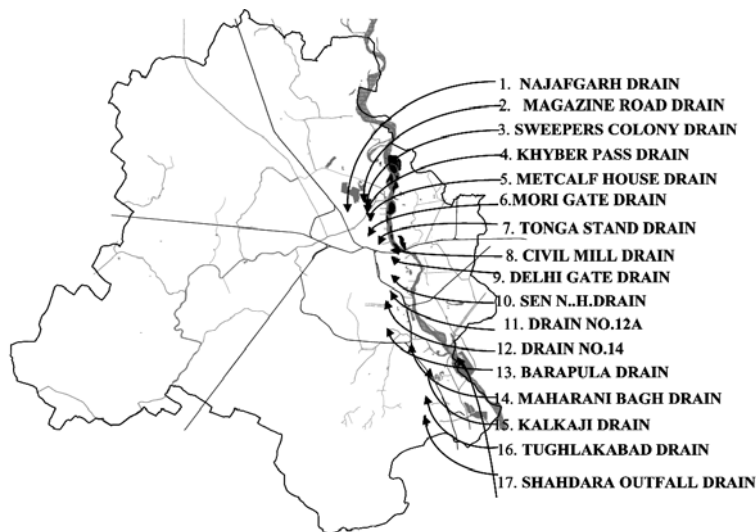 1. NAJAFGARH DRAIN
2. MAGAZINE ROAD DRAIN
3. SWEEPERS COLONY DRAIN
4. KHYBER PASS DRAIN
5. METCALF HOUSE DRAIN
6. MORI GATE DRAIN
7. TONGA STAND DRAIN
8. CIVIL MILL DRAIN
9. DELHI GATE DRAIN
10. SEN N..H.DRAIN
11. DRAIN NO.12A
12. DRAIN NO.14
13. BARAPULA DRAIN
14. MAHARANI BAGH DRAIN
15. KALKAJI DRAIN
16. TUGHLAKABAD DRAIN
17. SHAHDARA OUTFALL DRAIN